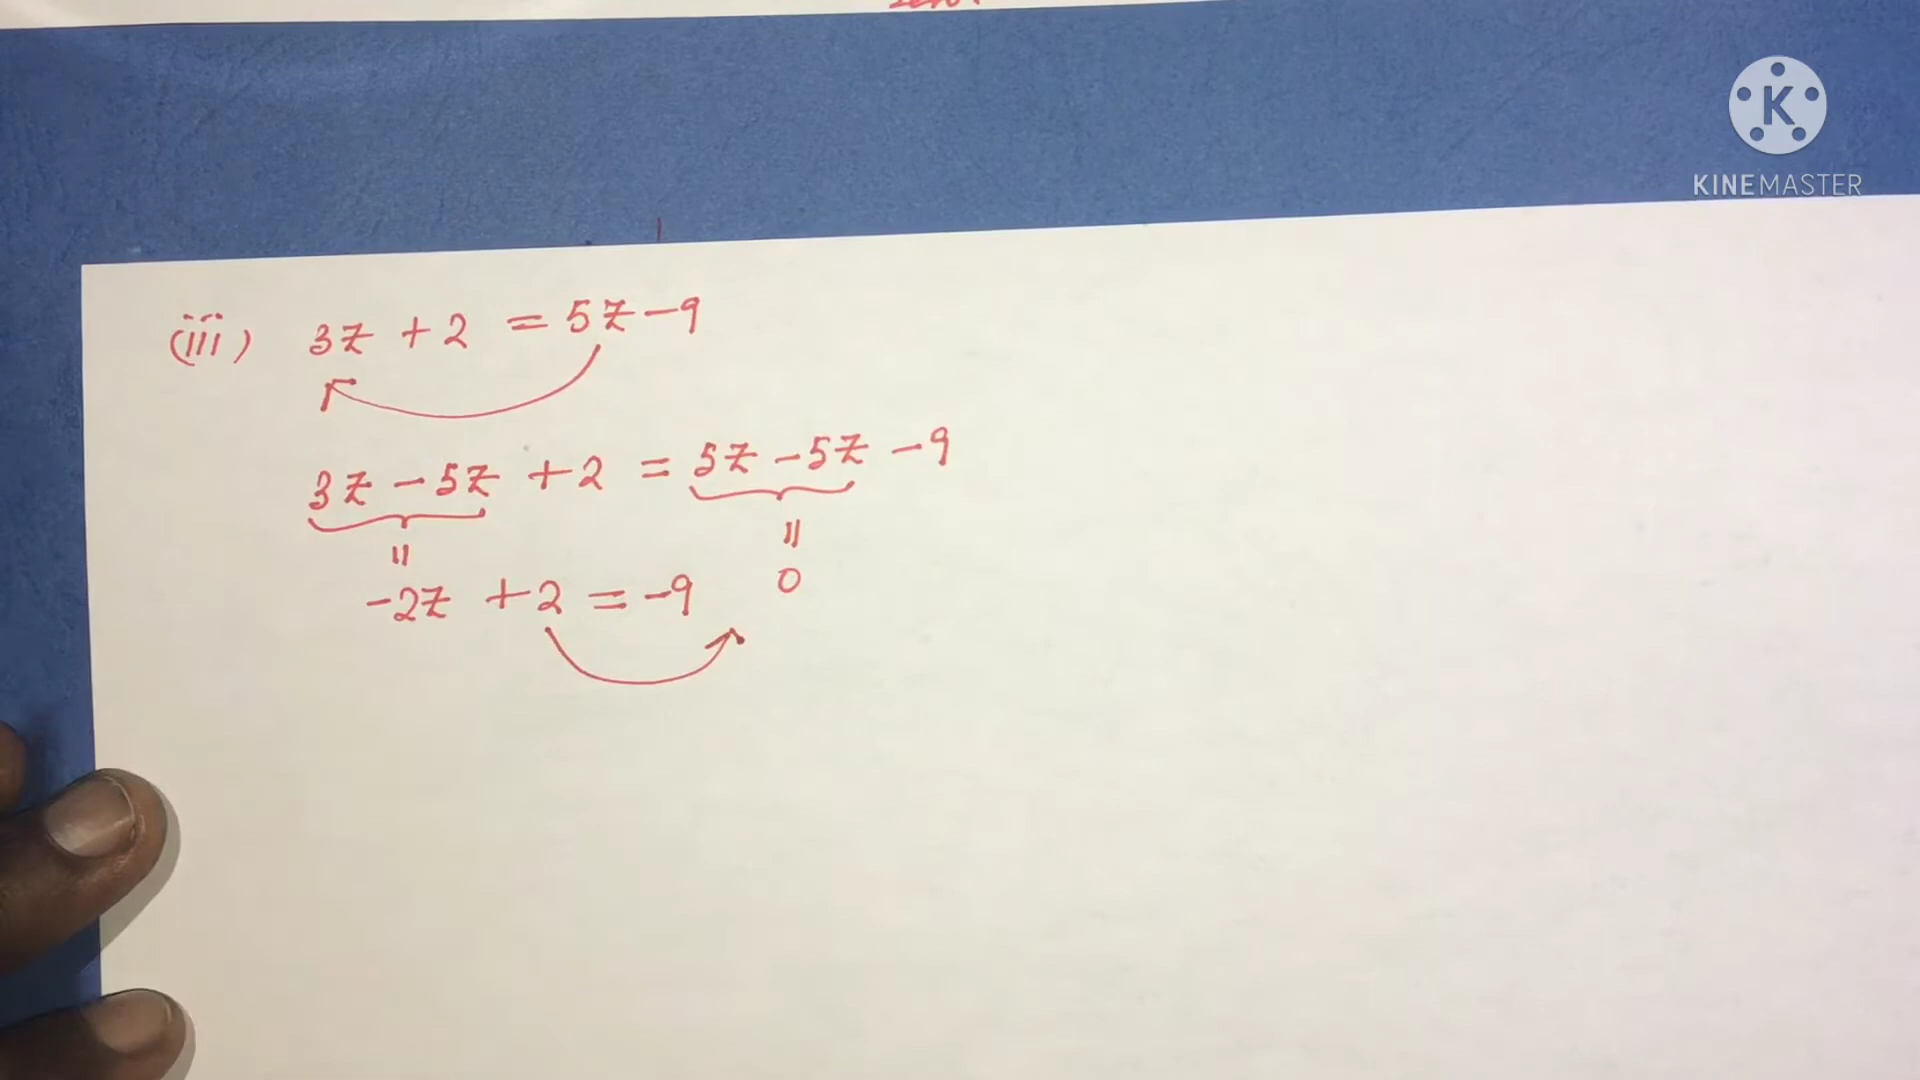 K
KINEMASTER
(iii) 3z + 2 = 5z - 9
3z - 5z + 2 = 5z - 5z - 9
=
=
-2z + 2 = -9
0